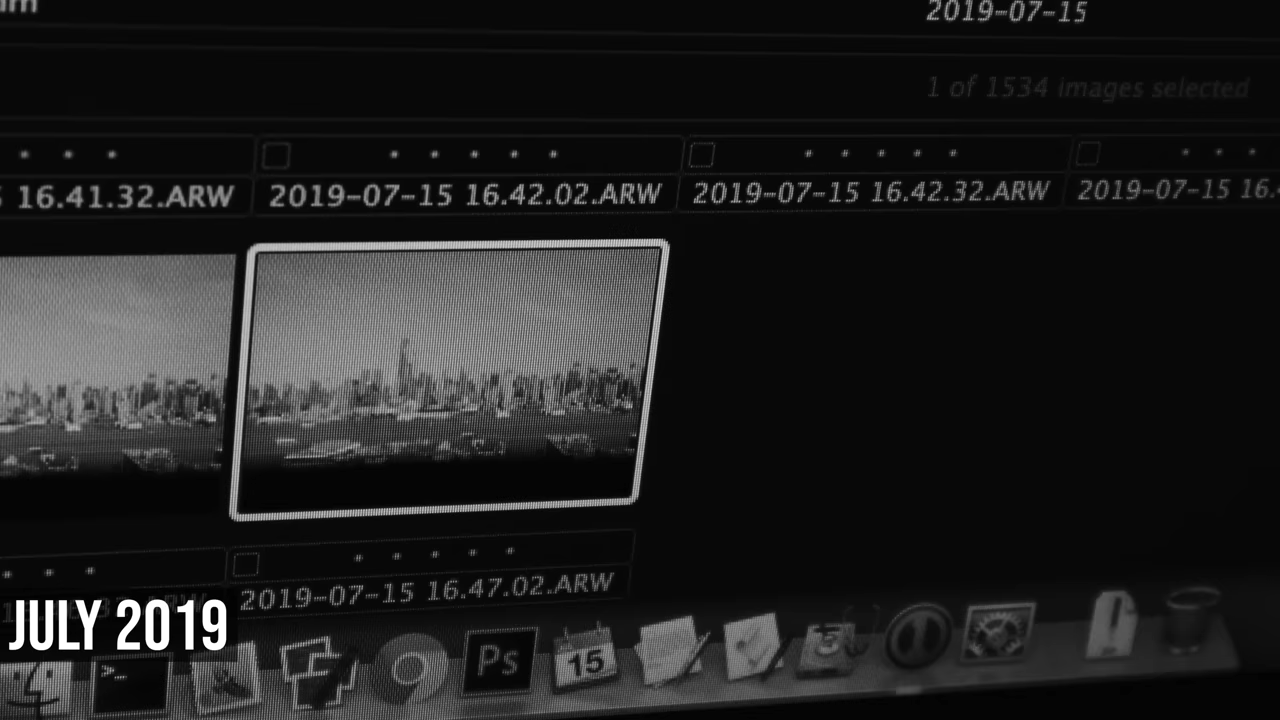 2019-07-15
1 of 1534 images selected
16.41.32.ARW
2019-07-15 16.42.02.ARW
2019-07-15 16.42.32.ARW
2019-07-15 16.
2019-07-15 16.47.02.ARW
JULY 2019
>_
Ps
15